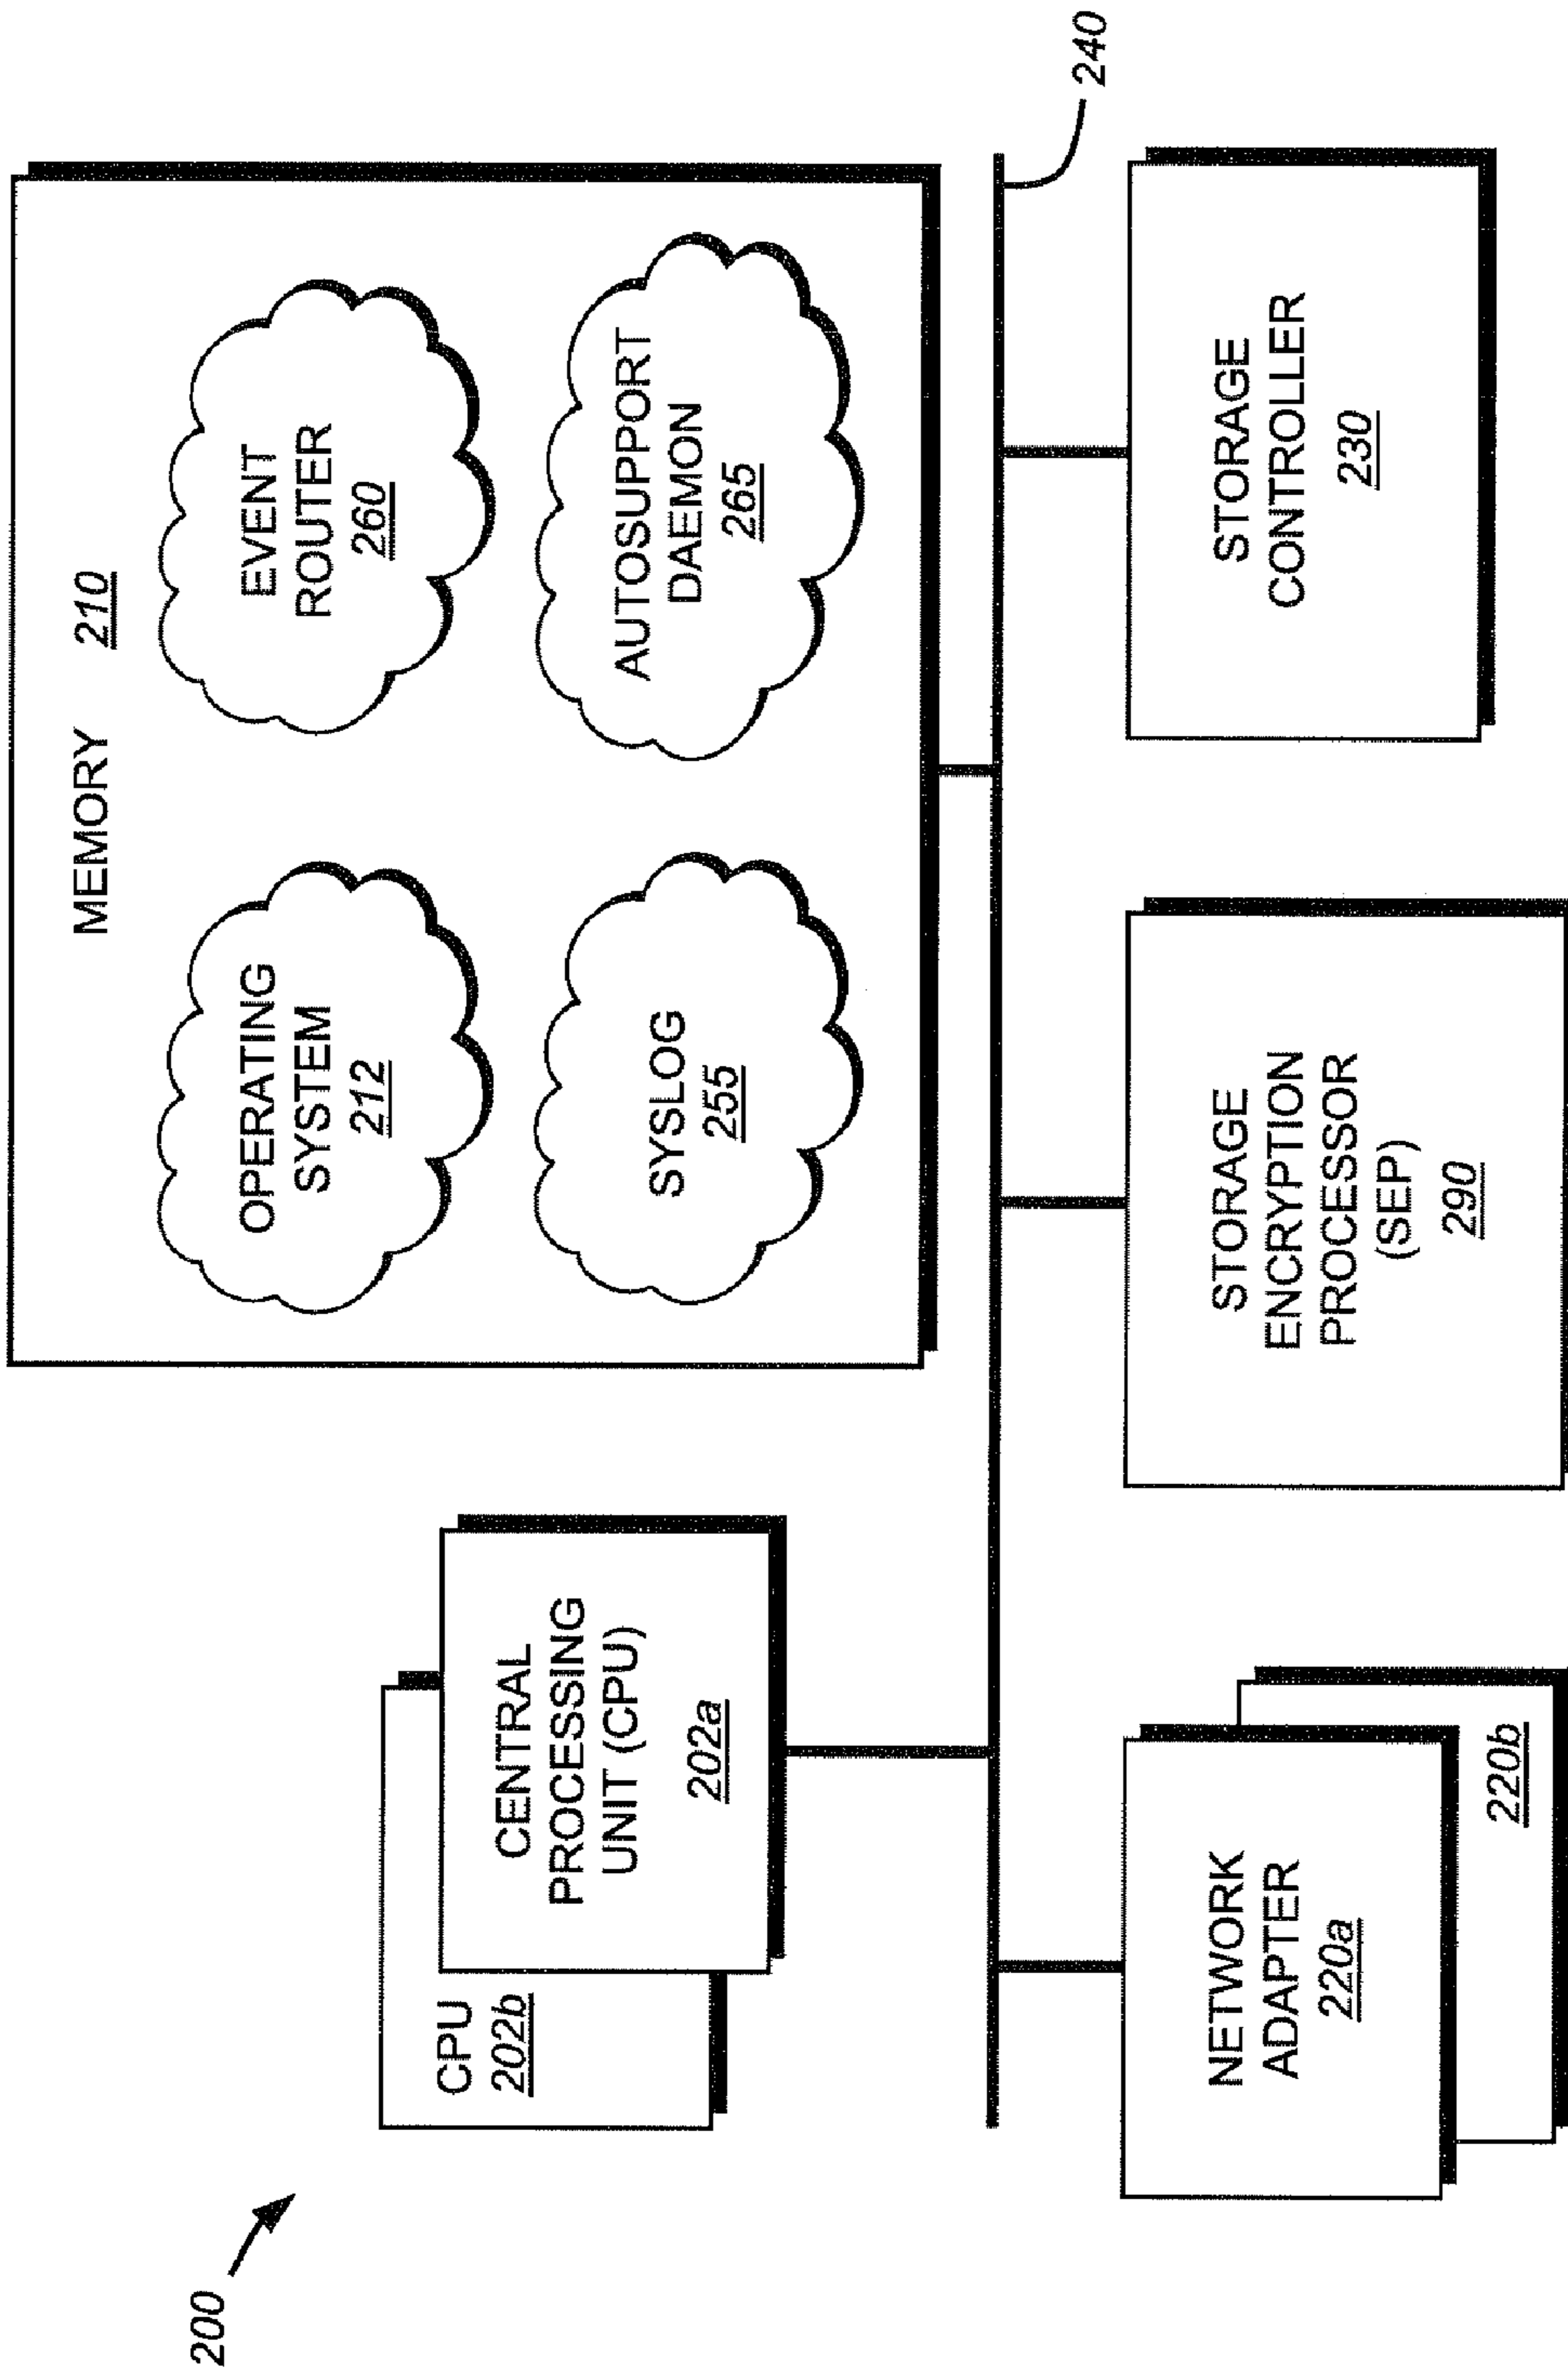 200
CPU
202b
CENTRAL
PROCESSING
UNIT (CPU)
202a
MEMORY 210
OPERATING
SYSTEM
212
EVENT
ROUTER
260
SYSLOG
255
AUTOSUPPORT
DAEMON
265
240
NETWORK
ADAPTER
220a
220b
STORAGE
ENCRYPTION
PROCESSOR
(SEP)
290
STORAGE
CONTROLLER
230